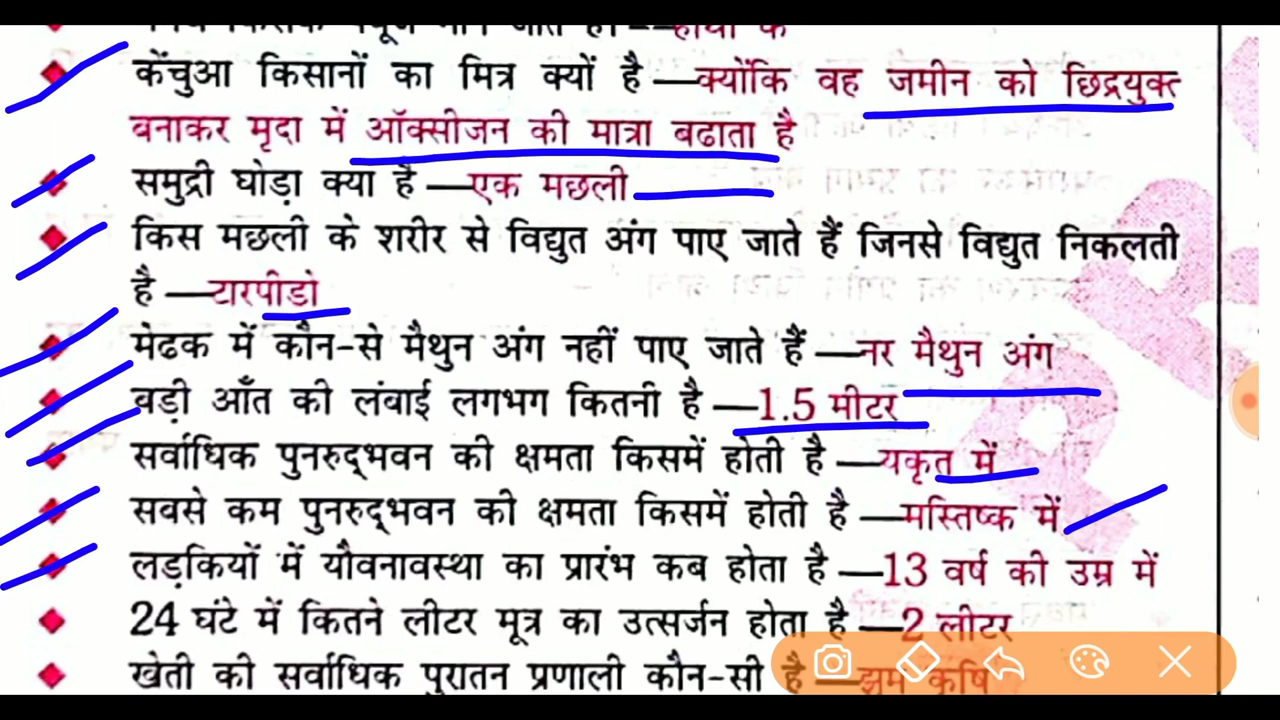 केंचुआ किसानों का मित्र क्यों है —क्योंकि वह जमीन को छिद्रयुक्त
बनाकर मृदा में ऑक्सीजन की मात्रा बढाता है
समुद्री घोड़ा क्या है —एक मछली
किस मछली के शरीर से विद्युत अंग पाए जाते हैं जिनसे विद्युत निकलती
है —टारपीडो
मेढक में कौन-से मैथुन अंग नहीं पाए जाते हैं —नर मैथुन अंग
वड़ी आँत की लंबाई लगभग कितनी है —1.5 मीटर
सर्वाधिक पुनरुद्भवन की क्षमता किसमें होती है —यकृत में
सबसे कम पुनरुद्भवन की क्षमता किसमें होती है —मस्तिष्क में
लड़कियों में यौवनावस्था का प्रारंभ कब होता है —13 वर्ष की उम्र में
24 घंटे में कितने लीटर मूत्र का उत्सर्जन होता है —2 लीटर
खेती की सर्वाधिक पुरातन प्रणाली कौन-सी है —झूम कृषि